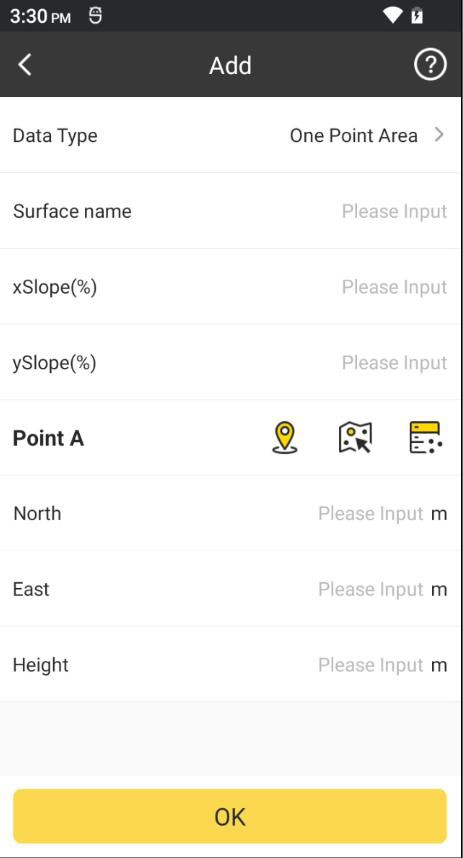 3:30 PM
Add
Data Type One Point Area
Surface name Please Input
xSlope(%) Please Input
ySlope(%) Please Input
Point A
North Please Input m
East Please Input m
Height Please Input m
OK